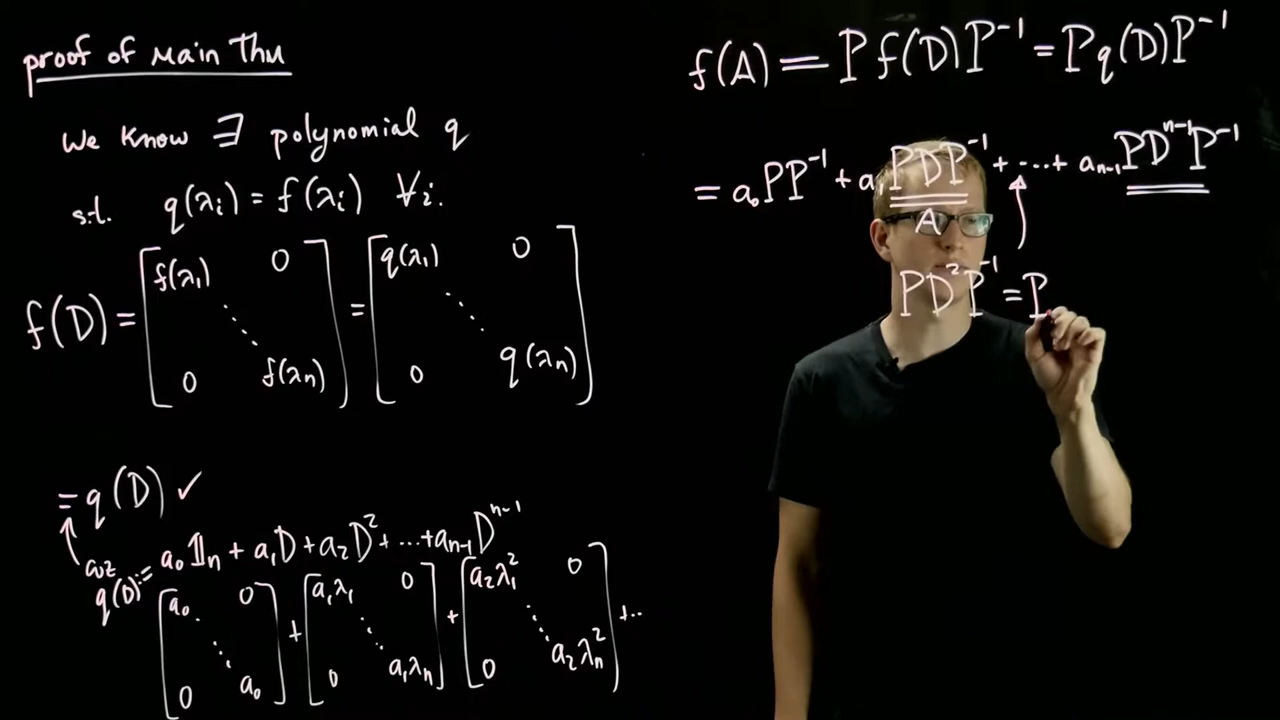 proof of Main Thm
We know ∃ polynomial q
s.t. q(λᵢ) = f(λᵢ) ∀i.
f(D) = [f(λ₁) 0 ⋱ 0 f(λₙ)] = [q(λ₁) 0 ⋱ 0 q(λₙ)]
= q(D) ✓
cuz
q(D) := a₀𝟙ₙ + a₁D + a₂D² + ⋯ + aₙ₋₁Dⁿ⁻¹
[a₀ 0 ⋱ 0 a₀] + [a₁λ₁ 0 ⋱ 0 a₁λₙ] + [a₂λ₁² 0 ⋱ 0 a₂λₙ²] + ..
f(A) = P f(D) P⁻¹ = P q(D) P⁻¹
= a₀PP⁻¹ + a₁PDP⁻¹ + ⋯ + aₙ₋₁PDⁿ⁻¹P⁻¹
A
PD²P⁻¹ = P